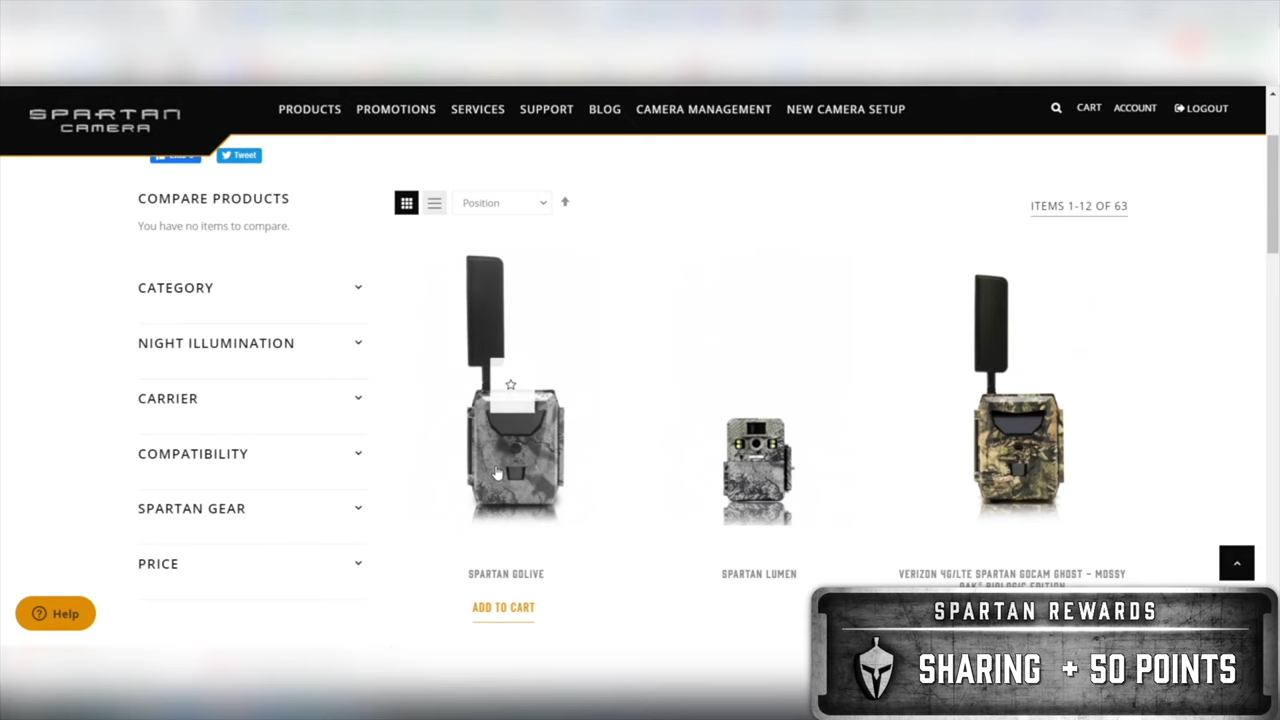 SPARTAN
CAMERA
PRODUCTS PROMOTIONS SERVICES SUPPORT BLOG CAMERA MANAGEMENT NEW CAMERA SETUP
CART ACCOUNT LOGOUT
Tweet
COMPARE PRODUCTS
You have no items to compare.
Position
ITEMS 1-12 OF 63
CATEGORY
NIGHT ILLUMINATION
CARRIER
COMPATIBILITY
SPARTAN GEAR
PRICE
SPARTAN GOLIVE
ADD TO CART
SPARTAN LUMEN
VERIZON 4G/LTE SPARTAN GOCAM GHOST – MOSSY
OAK® BIOLOGIC EDITION
Help
SPARTAN REWARDS
SHARING + 50 POINTS